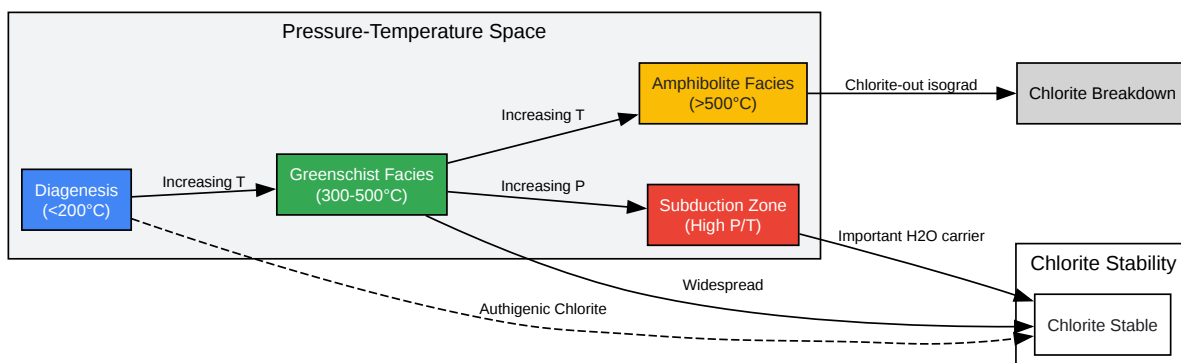 Pressure-Temperature Space
Amphibolite Facies
(>500°C)
Chlorite-out isograd
Chlorite Breakdown
Increasing T
Diagenesis
(<200°C)
Increasing T
Greenschist Facies
(300-500°C)
Increasing P
Subduction Zone
(High P/T)
Important H2O carrier
Chlorite Stability
Widespread
Authigenic Chlorite
Chlorite Stable